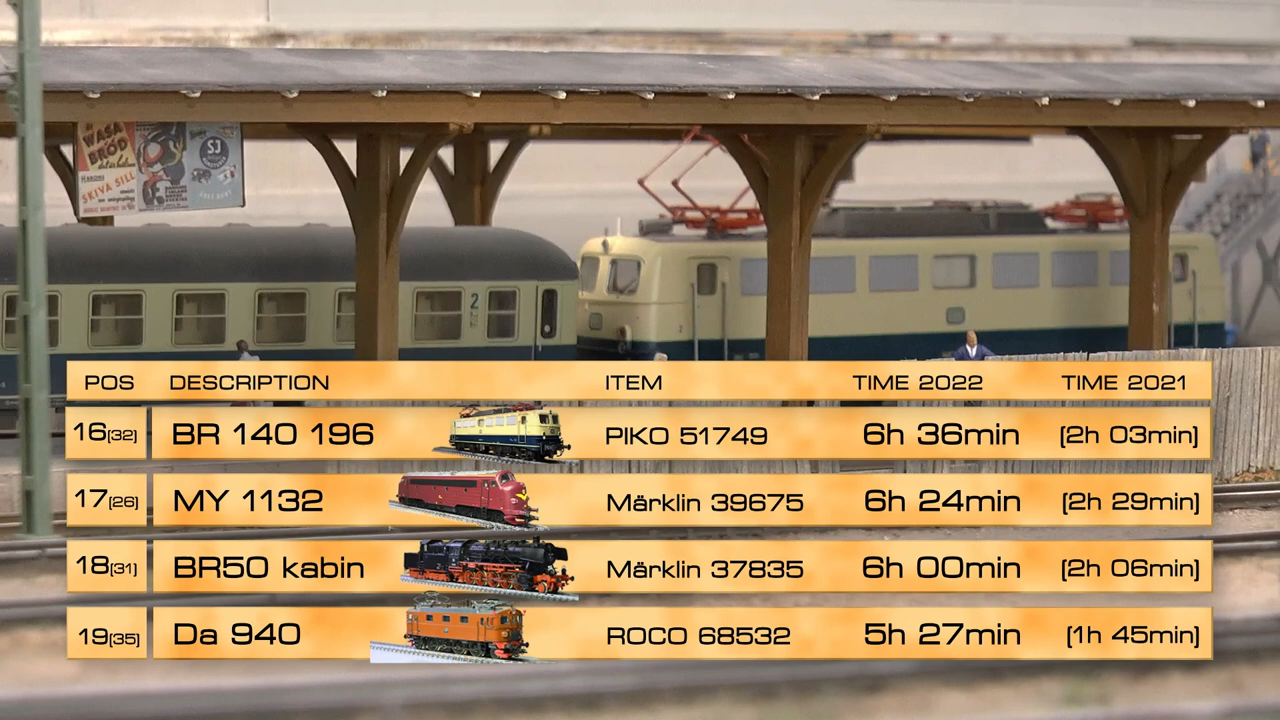 WASA
BRÖD
SKIVA SILL
SJ
2
POS DESCRIPTION ITEM TIME 2022 TIME 2021
16[32] BR 140 196 PIKO 51749 6h 36min [2h 03min]
17[26] MY 1132 Märklin 39675 6h 24min [2h 29min]
18[31] BR50 kabin Märklin 37835 6h 00min [2h 06min]
19[35] Da 940 ROCO 68532 5h 27min [1h 45min]